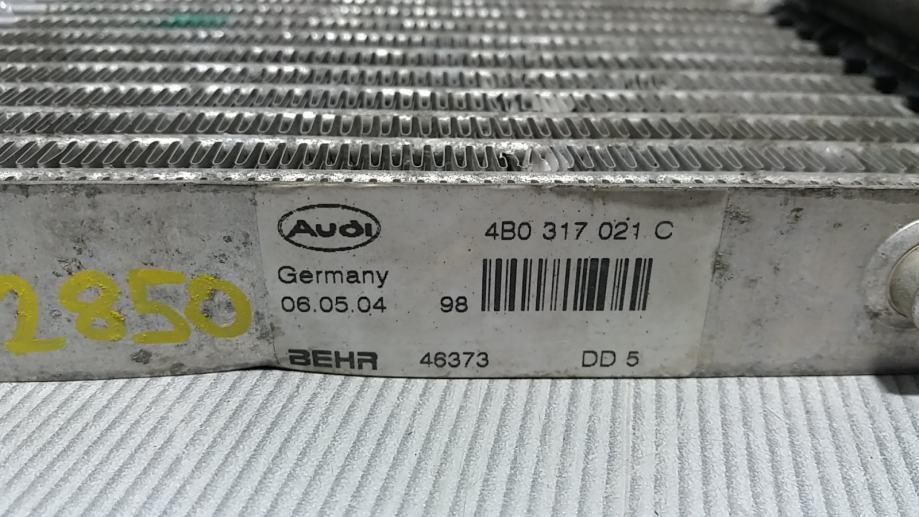 Audi
4B0 317 021 C
Germany
06.05.04 98
2850
BEHR 46373 DD 5